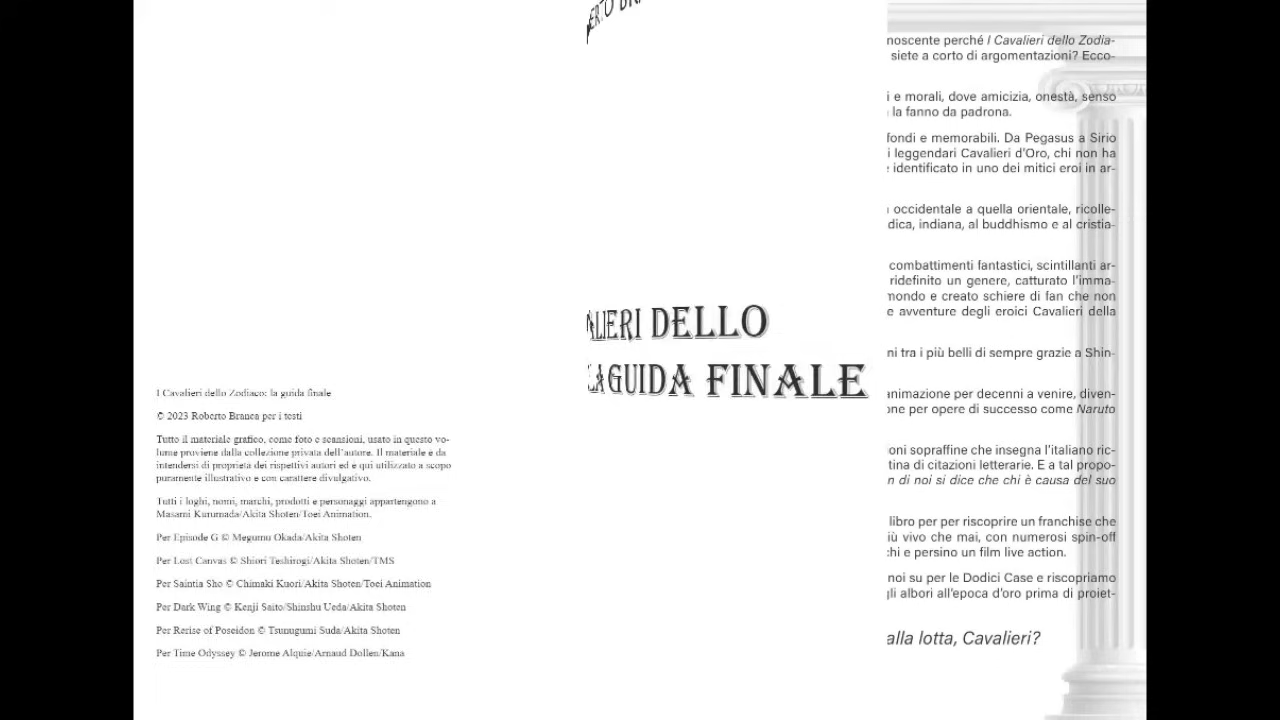 I Cavalieri dello Zodiaco: la guida finale
© 2023 Roberto Branca per i testi
Tutto il materiale grafico, come foto e scansioni, usato in questo vo-
lume proviene dalla collezione privata dell'autore. Il materiale è da
intendersi di proprietà dei rispettivi autori ed è qui utilizzato a scopo
puramente illustrativo e con carattere divulgativo.
Tutti i loghi, nomi, marchi, prodotti e personaggi appartengono a
Masami Kurumada/Akita Shoten/Toei Animation.
Per Episode G © Megumu Okada/Akita Shoten
Per Lost Canvas © Shiori Teshirogi/Akita Shoten/TMS
Per Saintia Sho © Chimaki Kuori/Akita Shoten/Toei Animation
Per Dark Wing © Kenji Saito/Shinshu Ueda/Akita Shoten
Per Rerise of Poseidon © Tsunugumi Suda/Akita Shoten
Per Time Odyssey © Jerome Alquie/Arnaud Dollen/Kana
ERTO
ALIERI DELLO
LA GUIDA FINALE
noscente perché I Cavalieri dello Zodia-
siete a corto di argomentazioni? Ecco-
i e morali, dove amicizia, onestà, senso
la fanno da padrona.
fondi e memorabili. Da Pegasus a Sirio
i leggendari Cavalieri d'Oro, chi non ha
identificato in uno dei mitici eroi in ar-
occidentale a quella orientale, ricolle-
dica, indiana, al buddhismo e al cristia-
combattimenti fantastici, scintillanti ar-
ridefinito un genere, catturato l'imma-
mondo e creato schiere di fan che non
e avventure degli eroici Cavalieri della
ni tra i più belli di sempre grazie a Shin-
animazione per decenni a venire, diven-
one per opere di successo come Naruto
oni sopraffine che insegna l'italiano ric-
tina di citazioni letterarie. E a tal propo-
n di noi si dice che chi è causa del suo
libro per per riscoprire un franchise che
iù vivo che mai, con numerosi spin-off
chi e persino un film live action.
noi su per le Dodici Case e riscopriamo
gli albori all'epoca d'oro prima di proiet-
alla lotta, Cavalieri?